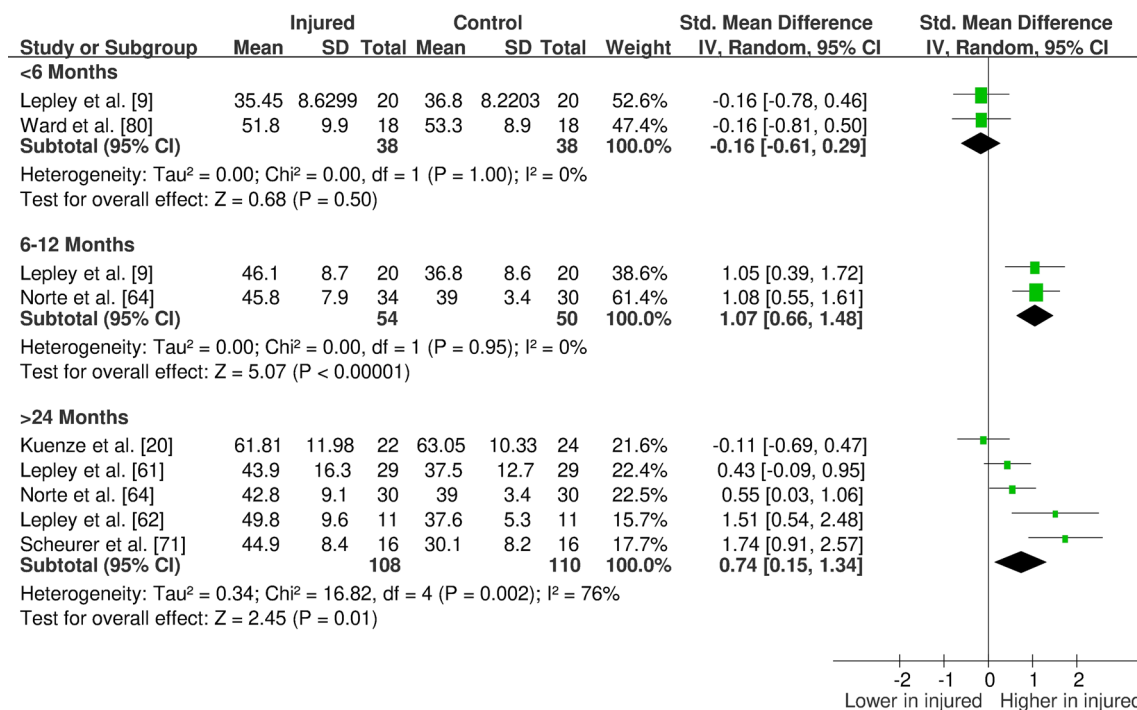 Injured Control Std. Mean Difference Std. Mean Difference
Study or Subgroup Mean SD Total Mean SD Total Weight IV, Random, 95% CI IV, Random, 95% CI
<6 Months
Lepley et al. [9] 35.45 8.6299 20 36.8 8.2203 20 52.6% -0.16 [-0.78, 0.46]
Ward et al. [80] 51.8 9.9 18 53.3 8.9 18 47.4% -0.16 [-0.81, 0.50]
Subtotal (95% CI) 38 38 100.0% -0.16 [-0.61, 0.29]
Heterogeneity: Tau² = 0.00; Chi² = 0.00, df = 1 (P = 1.00); I² = 0%
Test for overall effect: Z = 0.68 (P = 0.50)
6-12 Months
Lepley et al. [9] 46.1 8.7 20 36.8 8.6 20 38.6% 1.05 [0.39, 1.72]
Norte et al. [64] 45.8 7.9 34 39 3.4 30 61.4% 1.08 [0.55, 1.61]
Subtotal (95% CI) 54 50 100.0% 1.07 [0.66, 1.48]
Heterogeneity: Tau² = 0.00; Chi² = 0.00, df = 1 (P = 0.95); I² = 0%
Test for overall effect: Z = 5.07 (P < 0.00001)
>24 Months
Kuenze et al. [20] 61.81 11.98 22 63.05 10.33 24 21.6% -0.11 [-0.69, 0.47]
Lepley et al. [61] 43.9 16.3 29 37.5 12.7 29 22.4% 0.43 [-0.09, 0.95]
Norte et al. [64] 42.8 9.1 30 39 3.4 30 22.5% 0.55 [0.03, 1.06]
Lepley et al. [62] 49.8 9.6 11 37.6 5.3 11 15.7% 1.51 [0.54, 2.48]
Scheurer et al. [71] 44.9 8.4 16 30.1 8.2 16 17.7% 1.74 [0.91, 2.57]
Subtotal (95% CI) 108 110 100.0% 0.74 [0.15, 1.34]
Heterogeneity: Tau² = 0.34; Chi² = 16.82, df = 4 (P = 0.002); I² = 76%
Test for overall effect: Z = 2.45 (P = 0.01)
-2 -1 0 1 2
Lower in injured Higher in injured